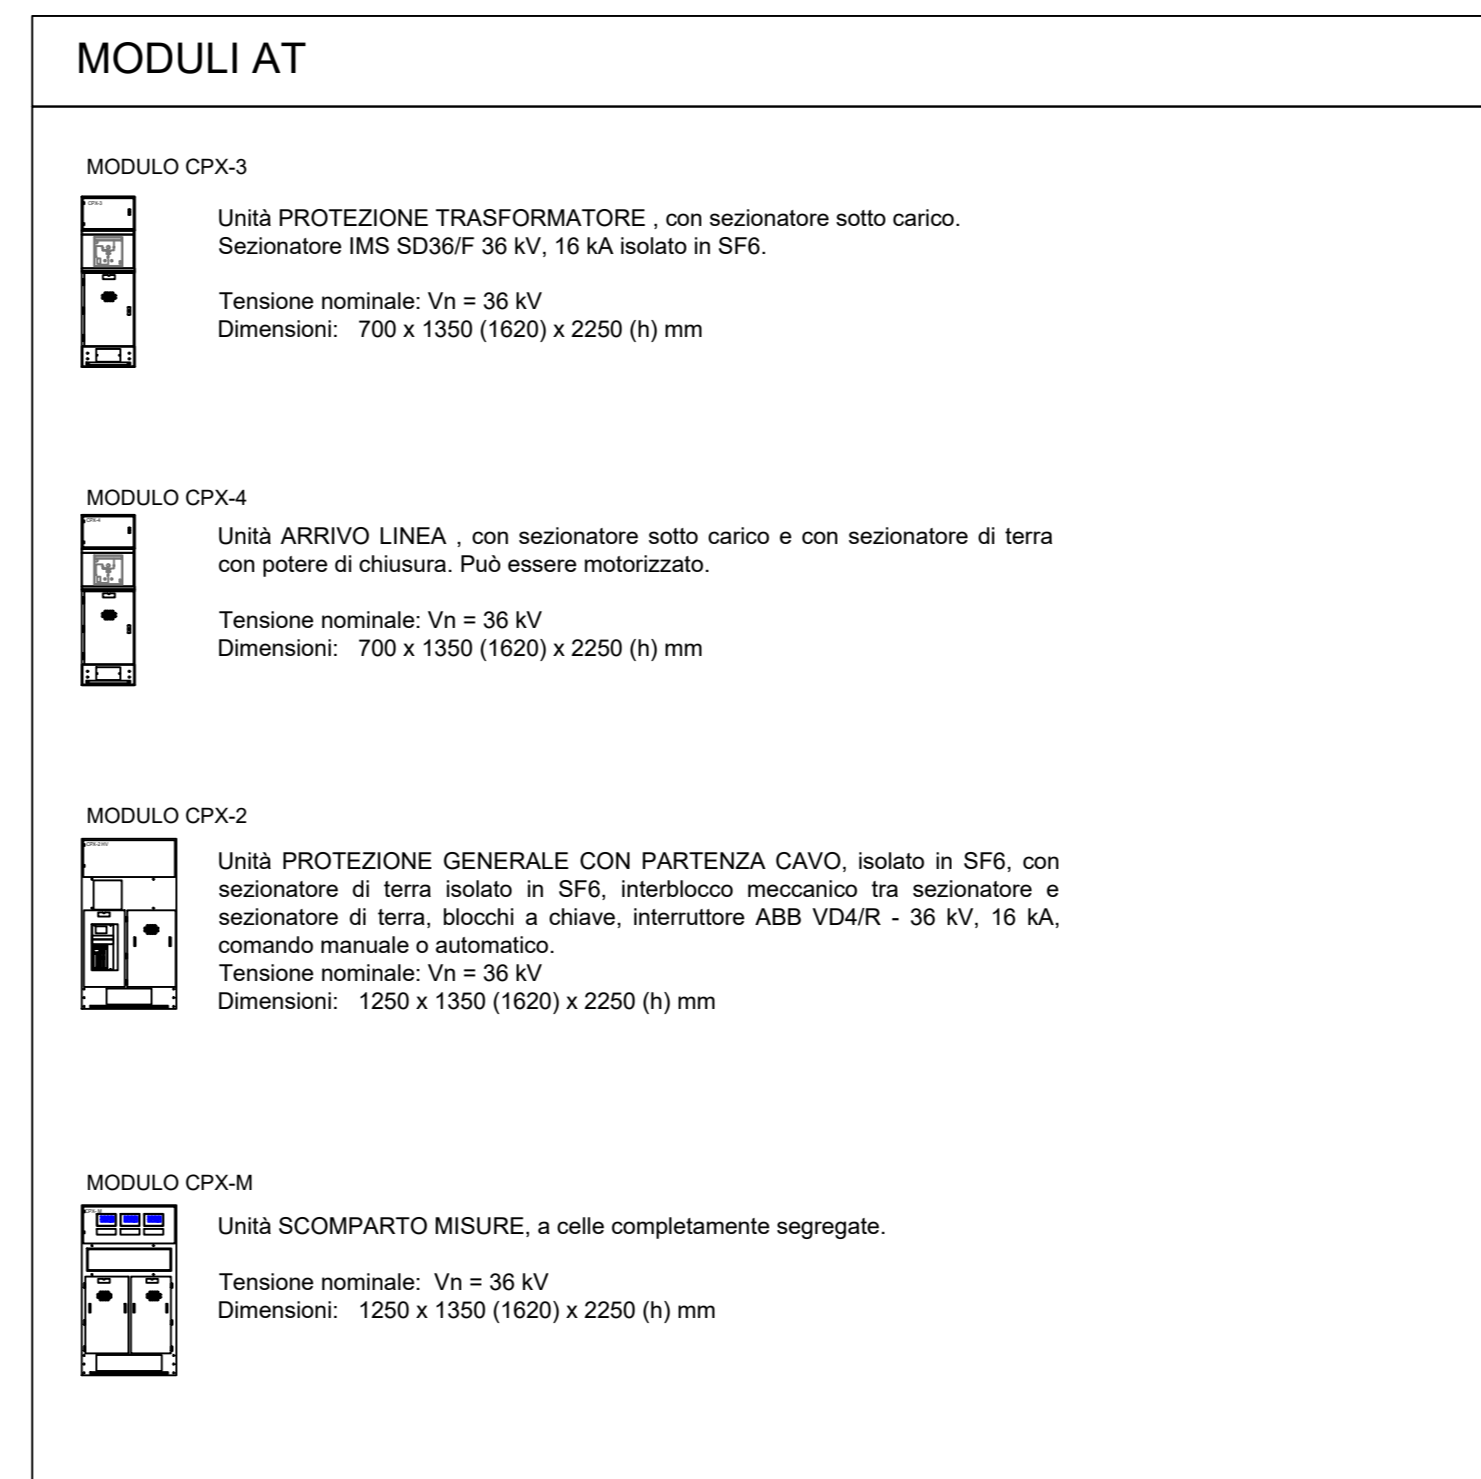 MODULI AT
MODULO CPX-3
CPX-3
Unità PROTEZIONE TRASFORMATORE , con sezionatore sotto carico.
Sezionatore IMS SD36/F 36 kV, 16 kA isolato in SF6.
Tensione nominale: Vn = 36 kV
Dimensioni: 700 x 1350 (1620) x 2250 (h) mm
MODULO CPX-4
CPX-4
Unità ARRIVO LINEA , con sezionatore sotto carico e con sezionatore di terra
con potere di chiusura. Può essere motorizzato.
Tensione nominale: Vn = 36 kV
Dimensioni: 700 x 1350 (1620) x 2250 (h) mm
MODULO CPX-2
Unità PROTEZIONE GENERALE CON PARTENZA CAVO, isolato in SF6, con
sezionatore di terra isolato in SF6, interblocco meccanico tra sezionatore e
sezionatore di terra, blocchi a chiave, interruttore ABB VD4/R - 36 kV, 16 kA,
comando manuale o automatico.
Tensione nominale: Vn = 36 kV
Dimensioni: 1250 x 1350 (1620) x 2250 (h) mm
MODULO CPX-M
CPX-M
Unità SCOMPARTO MISURE, a celle completamente segregate.
Tensione nominale: Vn = 36 kV
Dimensioni: 1250 x 1350 (1620) x 2250 (h) mm